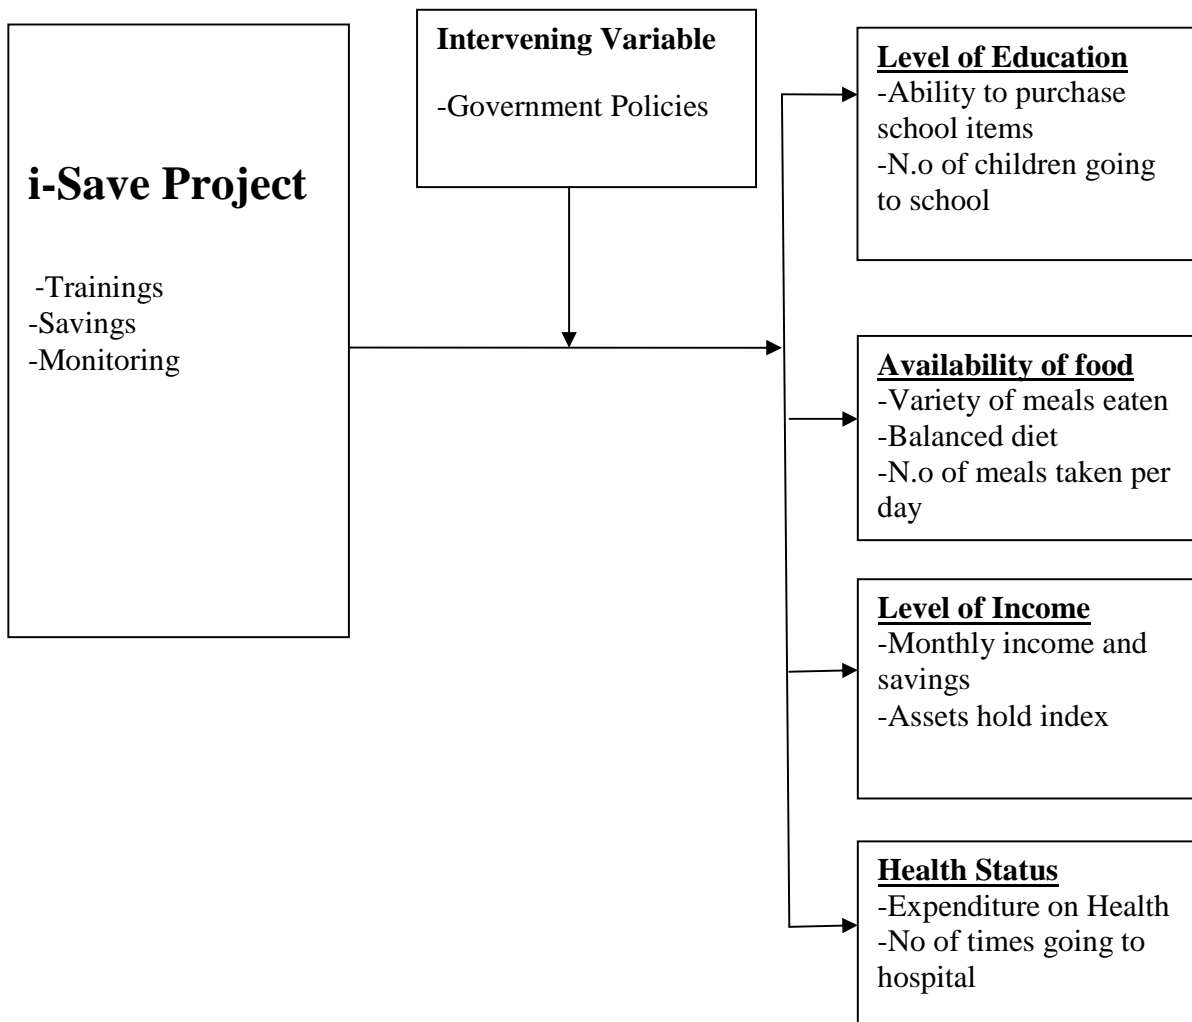 i-Save Project
-Trainings
-Savings
-Monitoring
Intervening Variable
-Government Policies
Level of Education
-Ability to purchase
school items
-N.o of children going
to school
Availability of food
-Variety of meals eaten
-Balanced diet
-N.o of meals taken per
day
Level of Income
-Monthly income and
savings
-Assets hold index
Health Status
-Expenditure on Health
-No of times going to
hospital